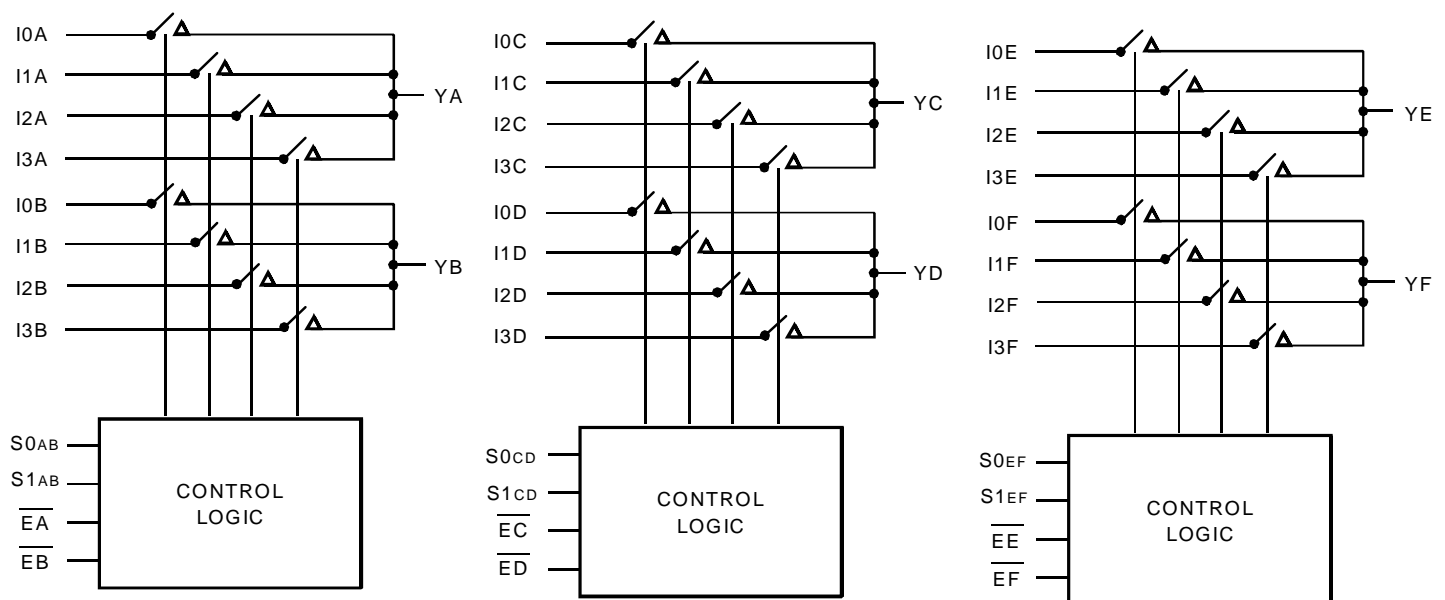 I0A
I1A
YA
I2A
I3A
I0B
I1B
YB
I2B
I3B
S0AB
S1AB
EA
EB
CONTROL
LOGIC
I0C
I1C
YC
I2C
I3C
I0D
I1D
YD
I2D
I3D
S0CD
S1CD
EC
ED
CONTROL
LOGIC
I0E
I1E
YE
I2E
I3E
I0F
I1F
YF
I2F
I3F
S0EF
S1EF
EE
EF
CONTROL
LOGIC